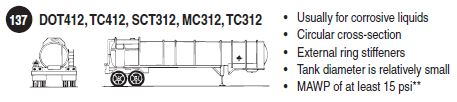 137 DOT412, TC412, SCT312, MC312, TC312
• Usually for corrosive liquids
• Circular cross-section
• External ring stiffeners
• Tank diameter is relatively small
• MAWP of at least 15 psi**